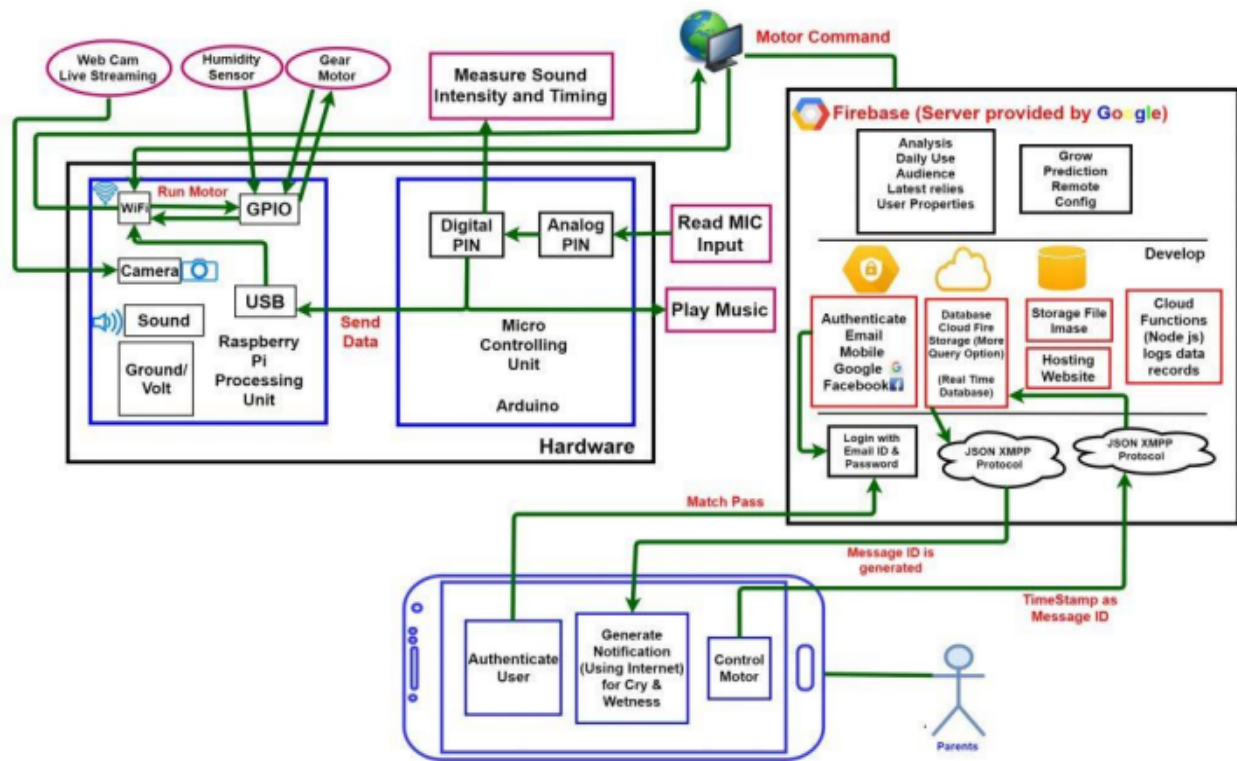 Web Cam
Live Streaming
Humidity
Sensor
Gear
Motor
Measure Sound
Intensity and Timing
Motor Command
Firebase (Server provided by Google)
Analysis
Daily Use
Audience
Latest relies
User Properties
Grow
Prediction
Remote
Config
Develop
WiFi
Run Motor
GPIO
Camera
USB
Sound
Ground/
Volt
Raspberry
Pi
Processing
Unit
Send
Data
Digital
PIN
Analog
PIN
Read MIC
Input
Play Music
Micro
Controlling
Unit
Arduino
Hardware
Authenticate
Email
Mobile
Google
Facebook
Database
Cloud Fire
Storage (More
Query Option)
(Real Time
Database)
Storage File
Imase
Hosting
Website
Cloud
Functions
(Node js)
logs data
records
Login with
Email ID &
Password
JSON XMPP
Protocol
JSON XMPP
Protocol
Match Pass
Message ID is
generated
TimeStamp as
Message ID
Authenticate
User
Generate
Notification
(Using Internet)
for Cry &
Wetness
Control
Motor
Parents